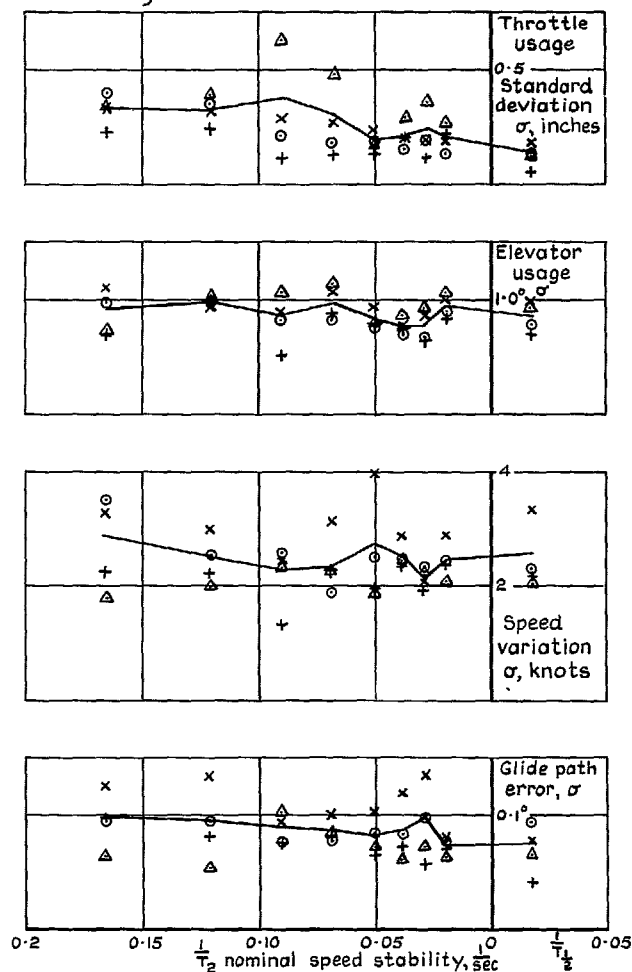 Throttle
usage
0·5
Standard
deviation
σ, inches
Elevator
usage
1·0° σ
4
2
Speed
variation
σ, knots
Glide path
error, σ
0·1°
0·2 0·15 0·10 0·05 0 0·05
1/T₂ nominal speed stability, 1/sec 1/T½